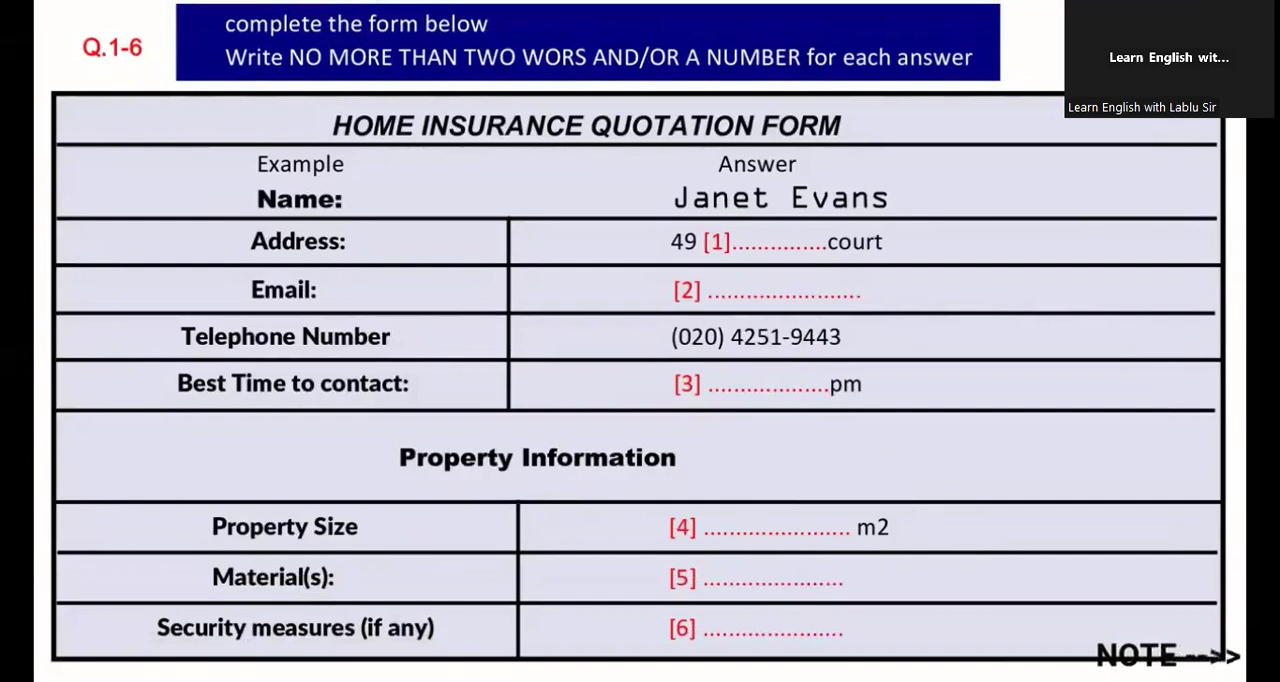 complete the form below
Q.1-6
Write NO MORE THAN TWO WORS AND/OR A NUMBER for each answer
Learn English wit...
Learn English with Lablu Sir
HOME INSURANCE QUOTATION FORM
Example Answer
Name: Janet Evans
Address: 49 [1]...............court
Email: [2] ........................
Telephone Number (020) 4251-9443
Best Time to contact: [3] ...................pm
Property Information
Property Size [4] ....................... m2
Material(s): [5] ......................
Security measures (if any) [6] ......................
NOTE -->>